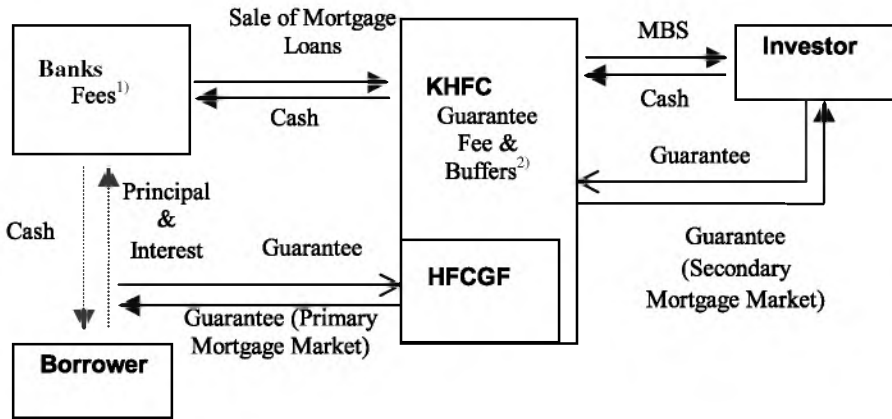 Sale of Mortgage
Loans
MBS
Banks
Fees1)
Investor
KHFC
Cash
Cash
Guarantee
Fee &
Buffers2)
Guarantee
Principal
&
Interest
Cash
Guarantee
Guarantee
(Secondary
Mortgage Market)
HFCGF
Guarantee (Primary
Mortgage Market)
Borrower